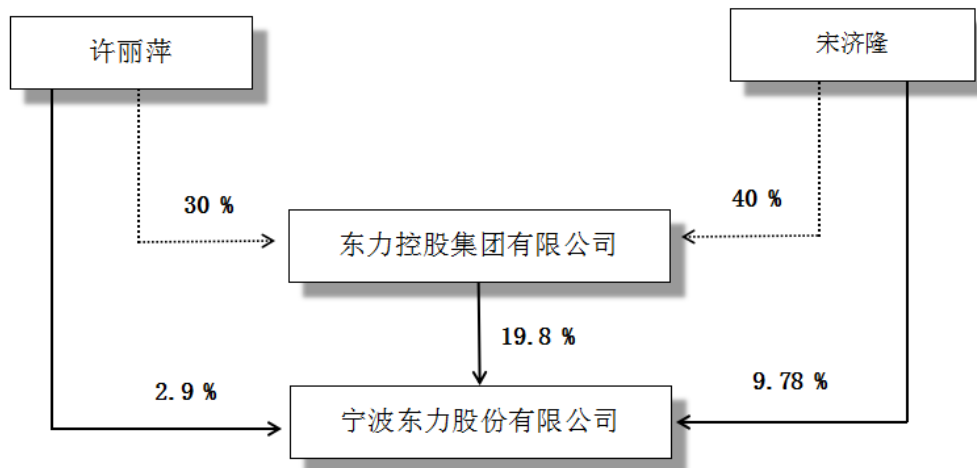 许丽萍
宋济隆
30 %
40 %
东力控股集团有限公司
19.8 %
2.9 %
9.78 %
宁波东力股份有限公司